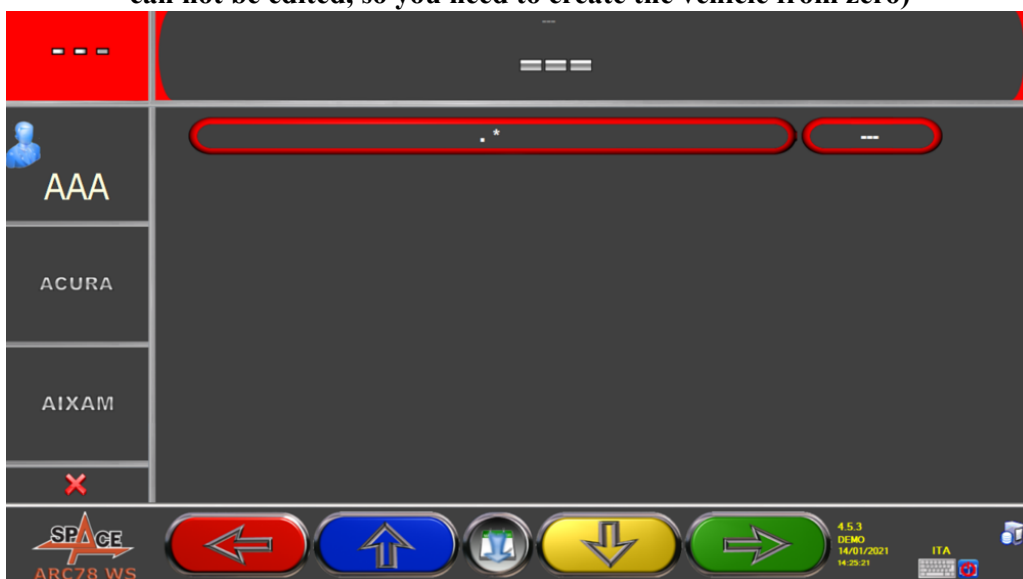 can not be edited, so you need to create the vehicle from zero)
---
---
---
. *
---
AAA
ACURA
AIXAM
SPACE
ARC78 WS
4.5.3
DEMO
14/01/2021
14:25:21
ITA